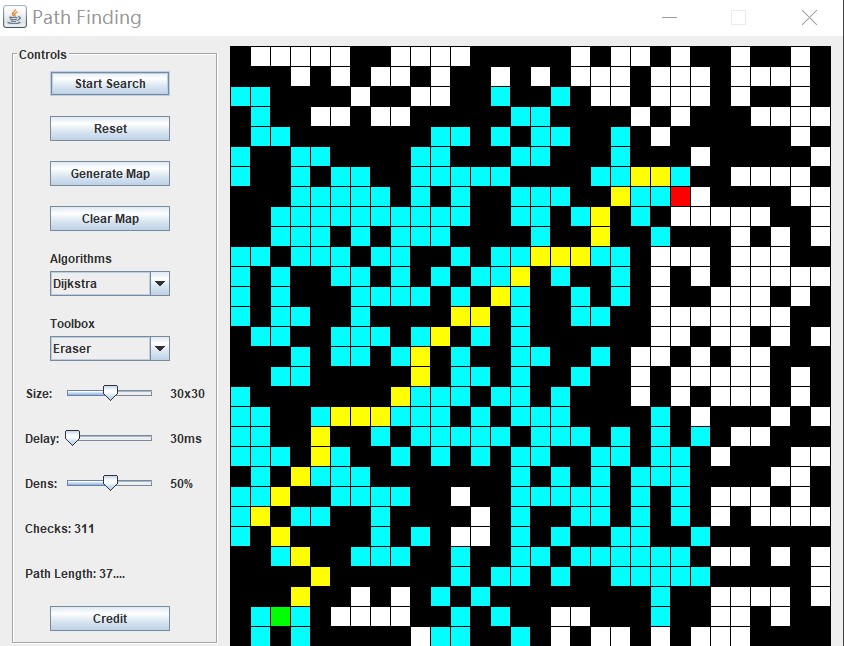 Path Finding
Controls
Start Search
Reset
Generate Map
Clear Map
Algorithms
Dijkstra
Toolbox
Eraser
Size: 30x30
Delay: 30ms
Dens: 50%
Checks: 311
Path Length: 37....
Credit